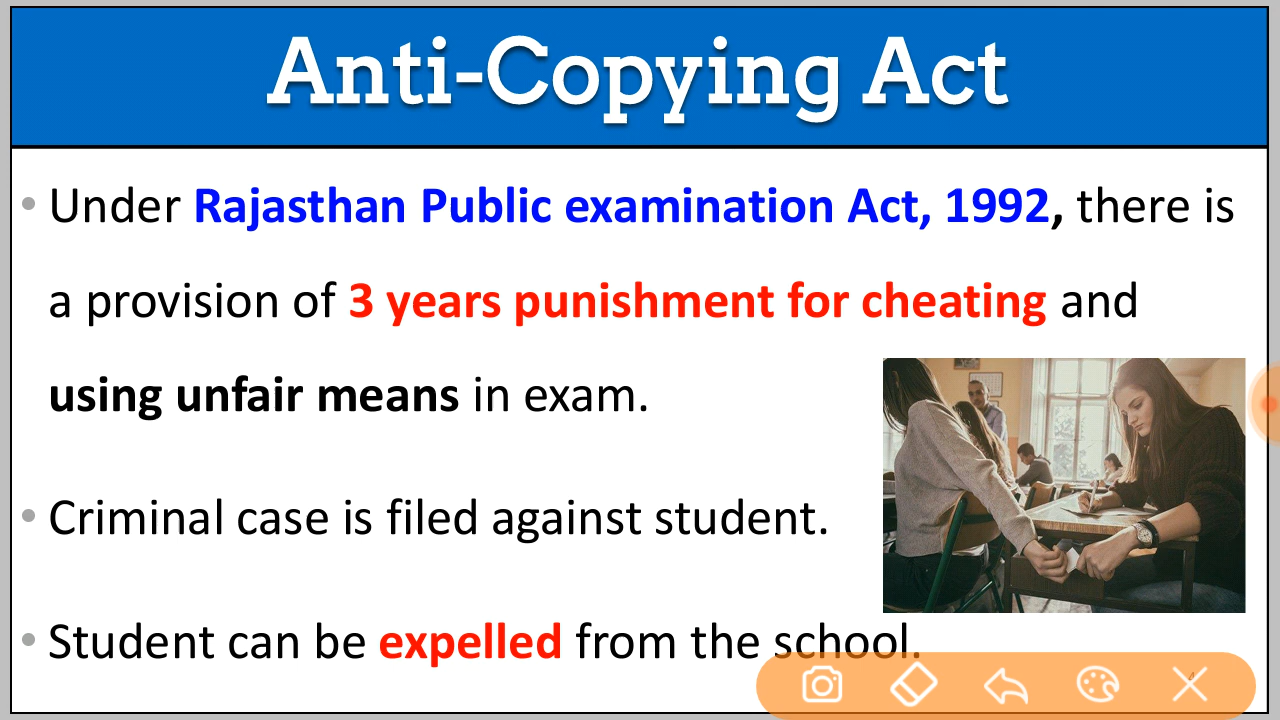 Anti-Copying Act
• Under Rajasthan Public examination Act, 1992, there is
a provision of 3 years punishment for cheating and
using unfair means in exam.
• Criminal case is filed against student.
• Student can be expelled from the school.